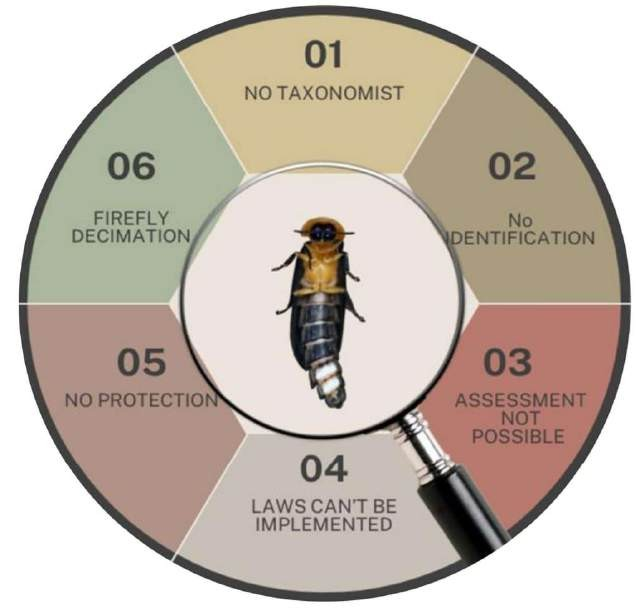 01
NO TAXONOMIST
02
No
IDENTIFICATION
03
ASSESSMENT
NOT
POSSIBLE
04
LAWS CAN'T BE
IMPLEMENTED
05
NO PROTECTION
06
FIREFLY
DECIMATION